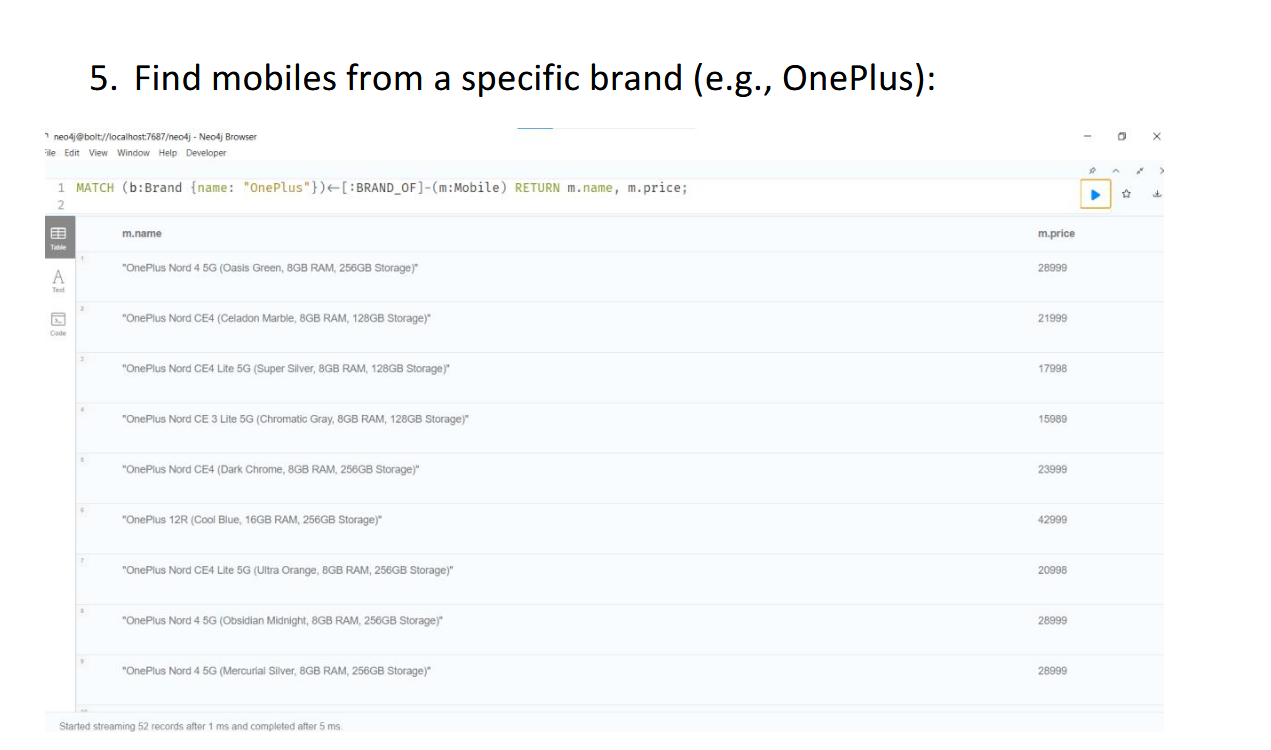 5. Find mobiles from a specific brand (e.g., OnePlus):
neo4j@bolt://localhost:7687/neo4j - Neo4j Browser
File Edit View Window Help Developer
1 MATCH (b:Brand {name: "OnePlus"})<-[:BRAND_OF]-(m:Mobile) RETURN m.name, m.price;
2
Table
m.name m.price
1 "OnePlus Nord 4 5G (Oasis Green, 8GB RAM, 256GB Storage)" 28999
Text
2 "OnePlus Nord CE4 (Celadon Marble, 8GB RAM, 128GB Storage)" 21999
Code
3 "OnePlus Nord CE4 Lite 5G (Super Silver, 8GB RAM, 128GB Storage)" 17998
4 "OnePlus Nord CE 3 Lite 5G (Chromatic Gray, 8GB RAM, 128GB Storage)" 15989
5 "OnePlus Nord CE4 (Dark Chrome, 8GB RAM, 256GB Storage)" 23999
6 "OnePlus 12R (Cool Blue, 16GB RAM, 256GB Storage)" 42999
7 "OnePlus Nord CE4 Lite 5G (Ultra Orange, 8GB RAM, 256GB Storage)" 20998
8 "OnePlus Nord 4 5G (Obsidian Midnight, 8GB RAM, 256GB Storage)" 28999
9 "OnePlus Nord 4 5G (Mercurial Silver, 8GB RAM, 256GB Storage)" 28999
Started streaming 52 records after 1 ms and completed after 5 ms.